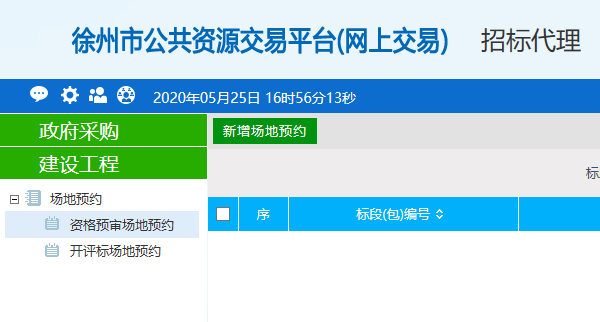 徐州市公共资源交易平台(网上交易) 招标代理
2020年05月25日 16时56分13秒
政府采购
新增场地预约
建设工程
标
场地预约
序 标段(包)编号
资格预审场地预约
开评标场地预约